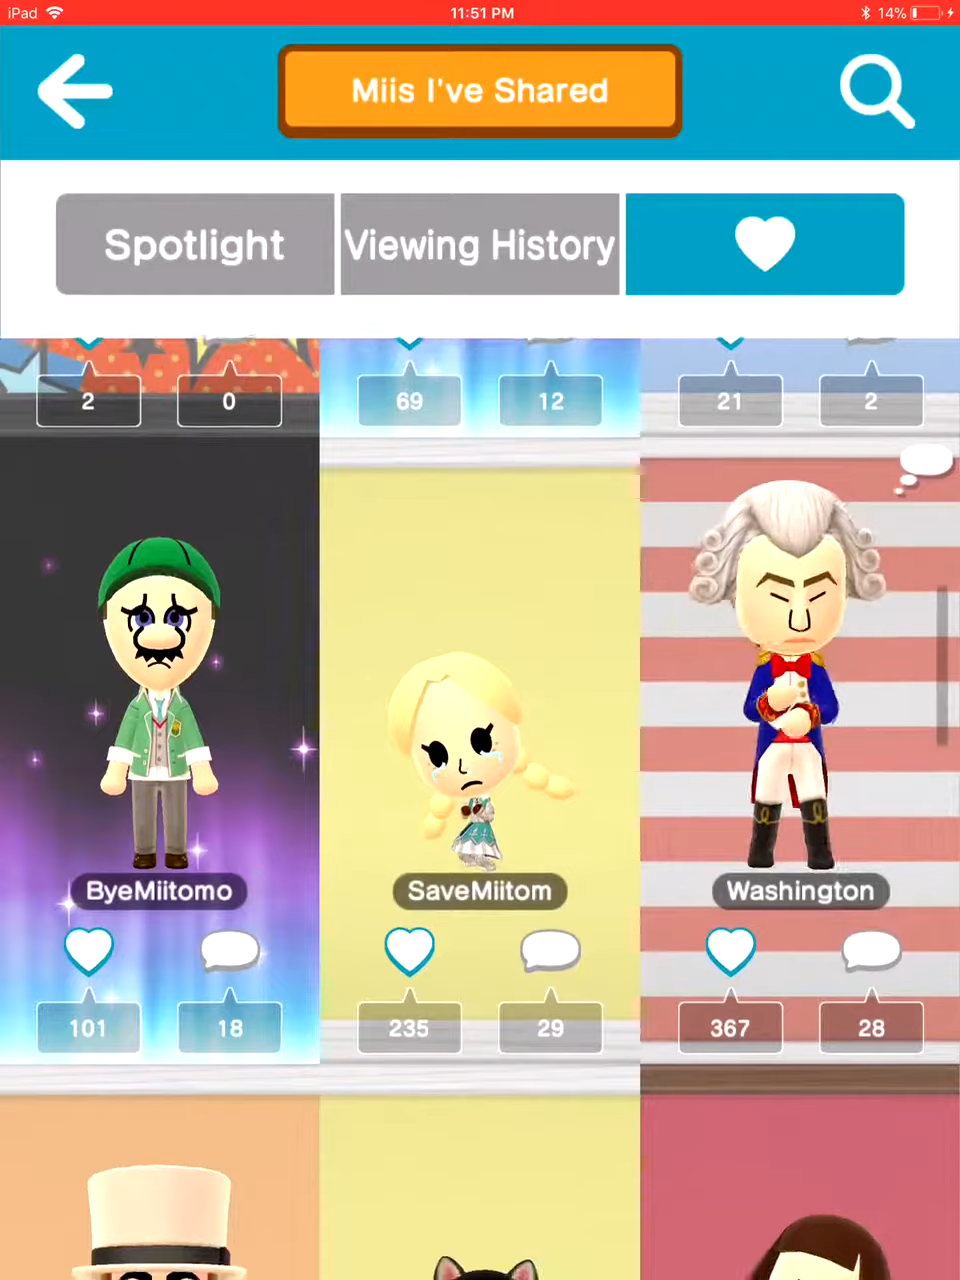 iPad 11:51 PM 14%
Miis I've Shared
Spotlight Viewing History
2 0 69 12 21 2
ByeMiitomo SaveMiitom Washington
101 18 235 29 367 28